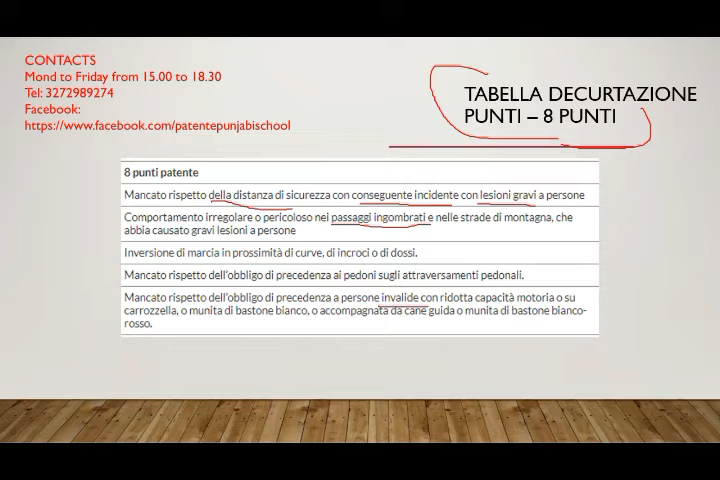 CONTACTS
Mond to Friday from 15.00 to 18.30
Tel: 3272989274
Facebook:
https://www.facebook.com/patentepunjabischool
TABELLA DECURTAZIONE
PUNTI – 8 PUNTI
8 punti patente
Mancato rispetto della distanza di sicurezza con conseguente incidente con lesioni gravi a persone
Comportamento irregolare o pericoloso nei passaggi ingombrati e nelle strade di montagna, che
abbia causato gravi lesioni a persone
Inversione di marcia in prossimità di curve, di incroci o di dossi.
Mancato rispetto dell'obbligo di precedenza ai pedoni sugli attraversamenti pedonali.
Mancato rispetto dell'obbligo di precedenza a persone invalide con ridotta capacità motoria o su
carrozzella, o munita di bastone bianco, o accompagnata da cane guida o munita di bastone bianco-
rosso.